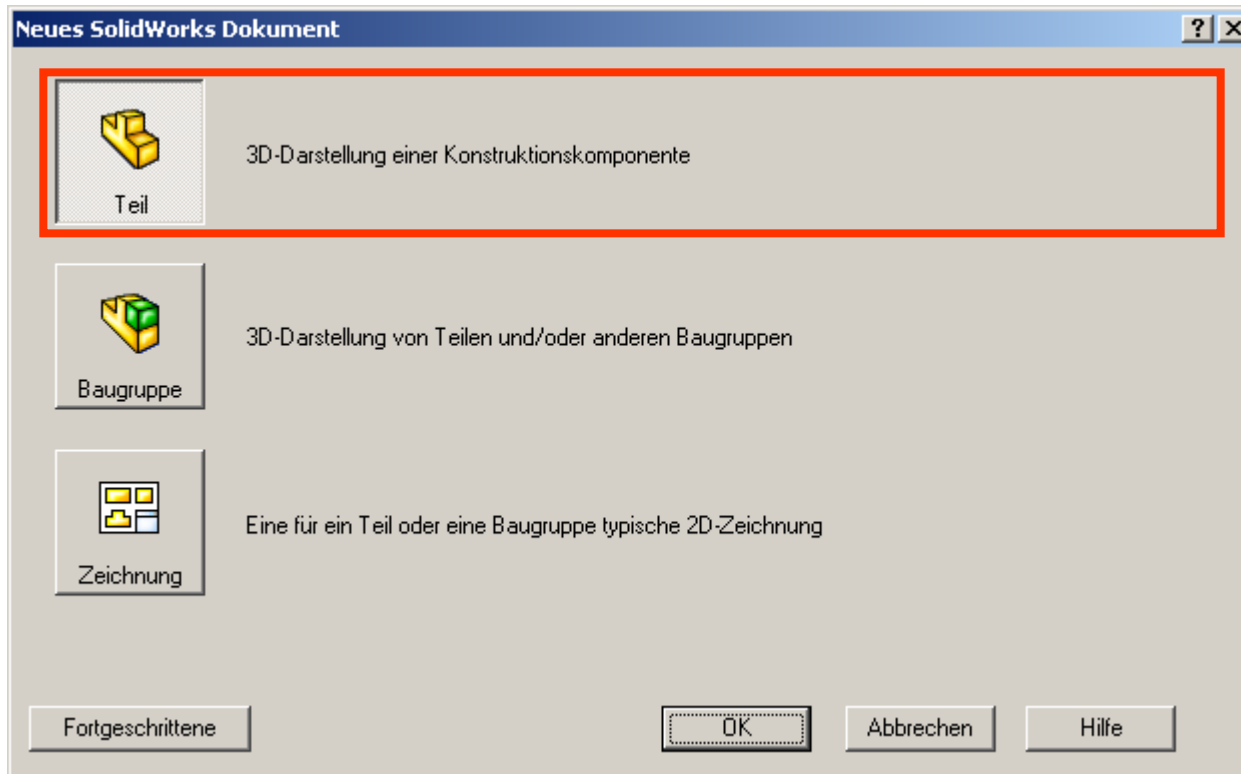 Neues SolidWorks Dokument
3D-Darstellung einer Konstruktionskomponente
Teil
3D-Darstellung von Teilen und/oder anderen Baugruppen
Baugruppe
Eine für ein Teil oder eine Baugruppe typische 2D-Zeichnung
Zeichnung
Fortgeschrittene OK Abbrechen Hilfe